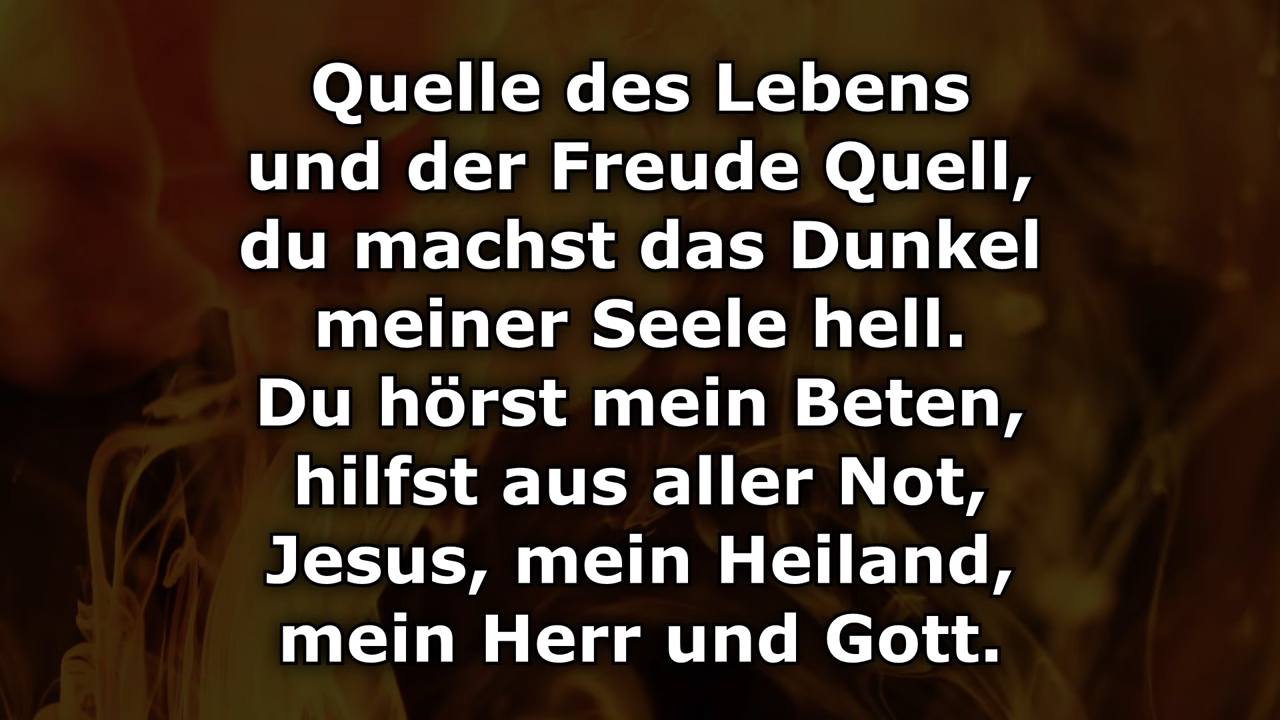 Quelle des Lebens
und der Freude Quell,
du machst das Dunkel
meiner Seele hell.
Du hörst mein Beten,
hilfst aus aller Not,
Jesus, mein Heiland,
mein Herr und Gott.